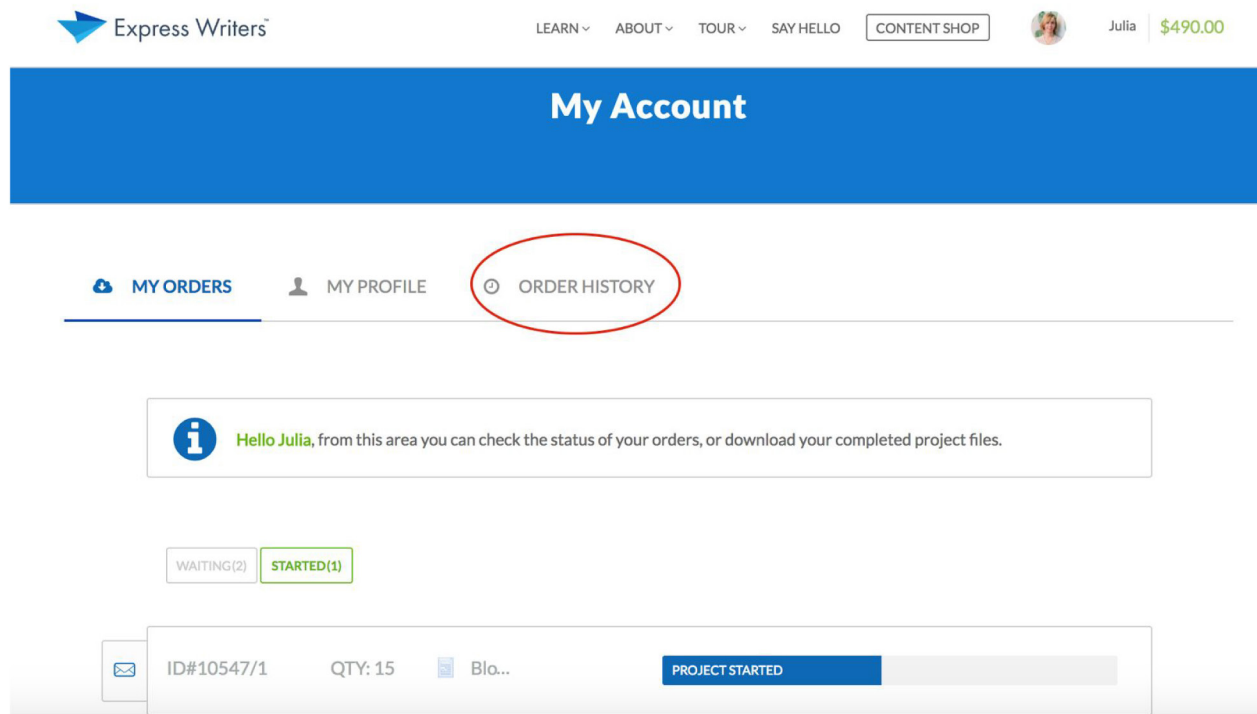 Express Writers™ LEARN ABOUT TOUR SAY HELLO CONTENT SHOP Julia $490.00
My Account
MY ORDERS MY PROFILE ORDER HISTORY
Hello Julia, from this area you can check the status of your orders, or download your completed project files.
WAITING(2) STARTED(1)
ID#10547/1 QTY: 15 Blo... PROJECT STARTED